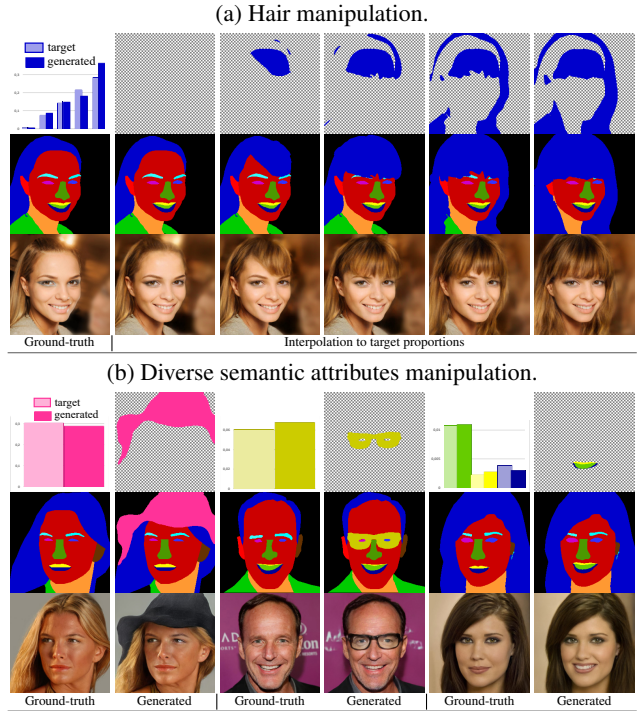 (a) Hair manipulation.
target
generated
Ground-truth
Interpolation to target proportions
(b) Diverse semantic attributes manipulation.
target
generated
Ground-truth
Generated
Ground-truth
Generated
Ground-truth
Generated